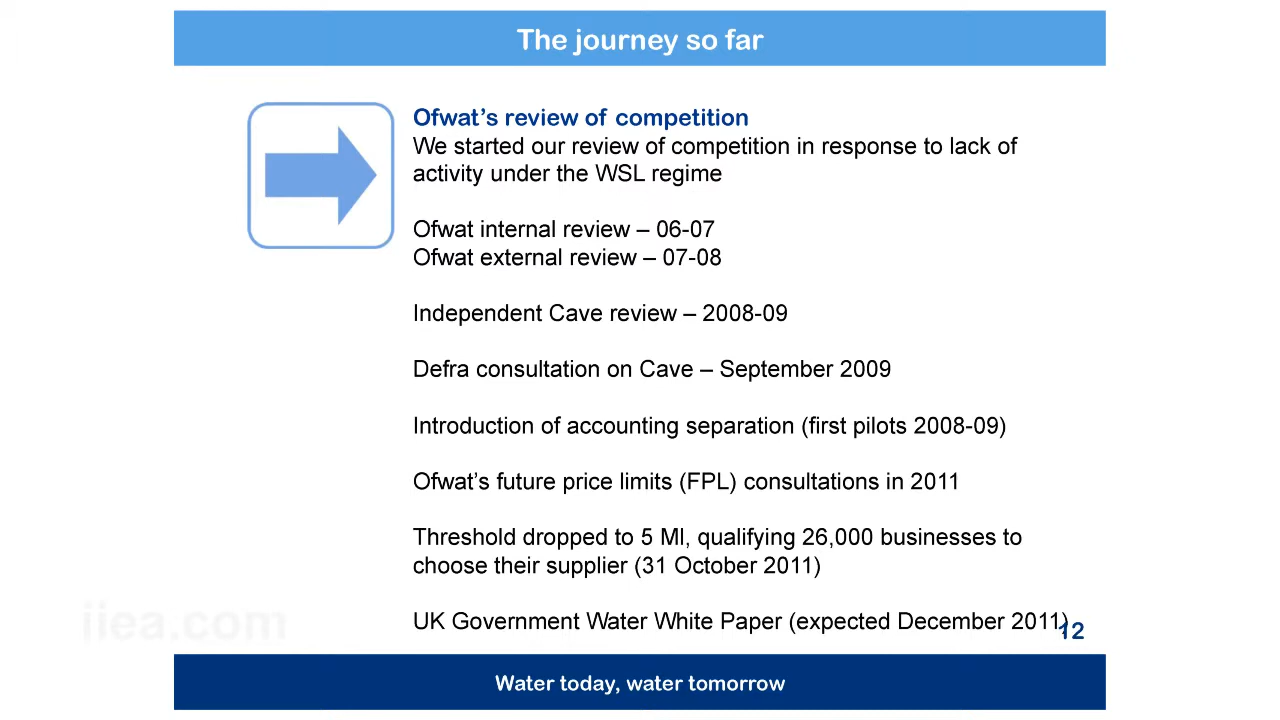 The journey so far
Ofwat's review of competition
We started our review of competition in response to lack of
activity under the WSL regime
Ofwat internal review – 06-07
Ofwat external review – 07-08
Independent Cave review – 2008-09
Defra consultation on Cave – September 2009
Introduction of accounting separation (first pilots 2008-09)
Ofwat's future price limits (FPL) consultations in 2011
Threshold dropped to 5 Ml, qualifying 26,000 businesses to
choose their supplier (31 October 2011)
UK Government Water White Paper (expected December 2011)
12
iiea.com
Water today, water tomorrow